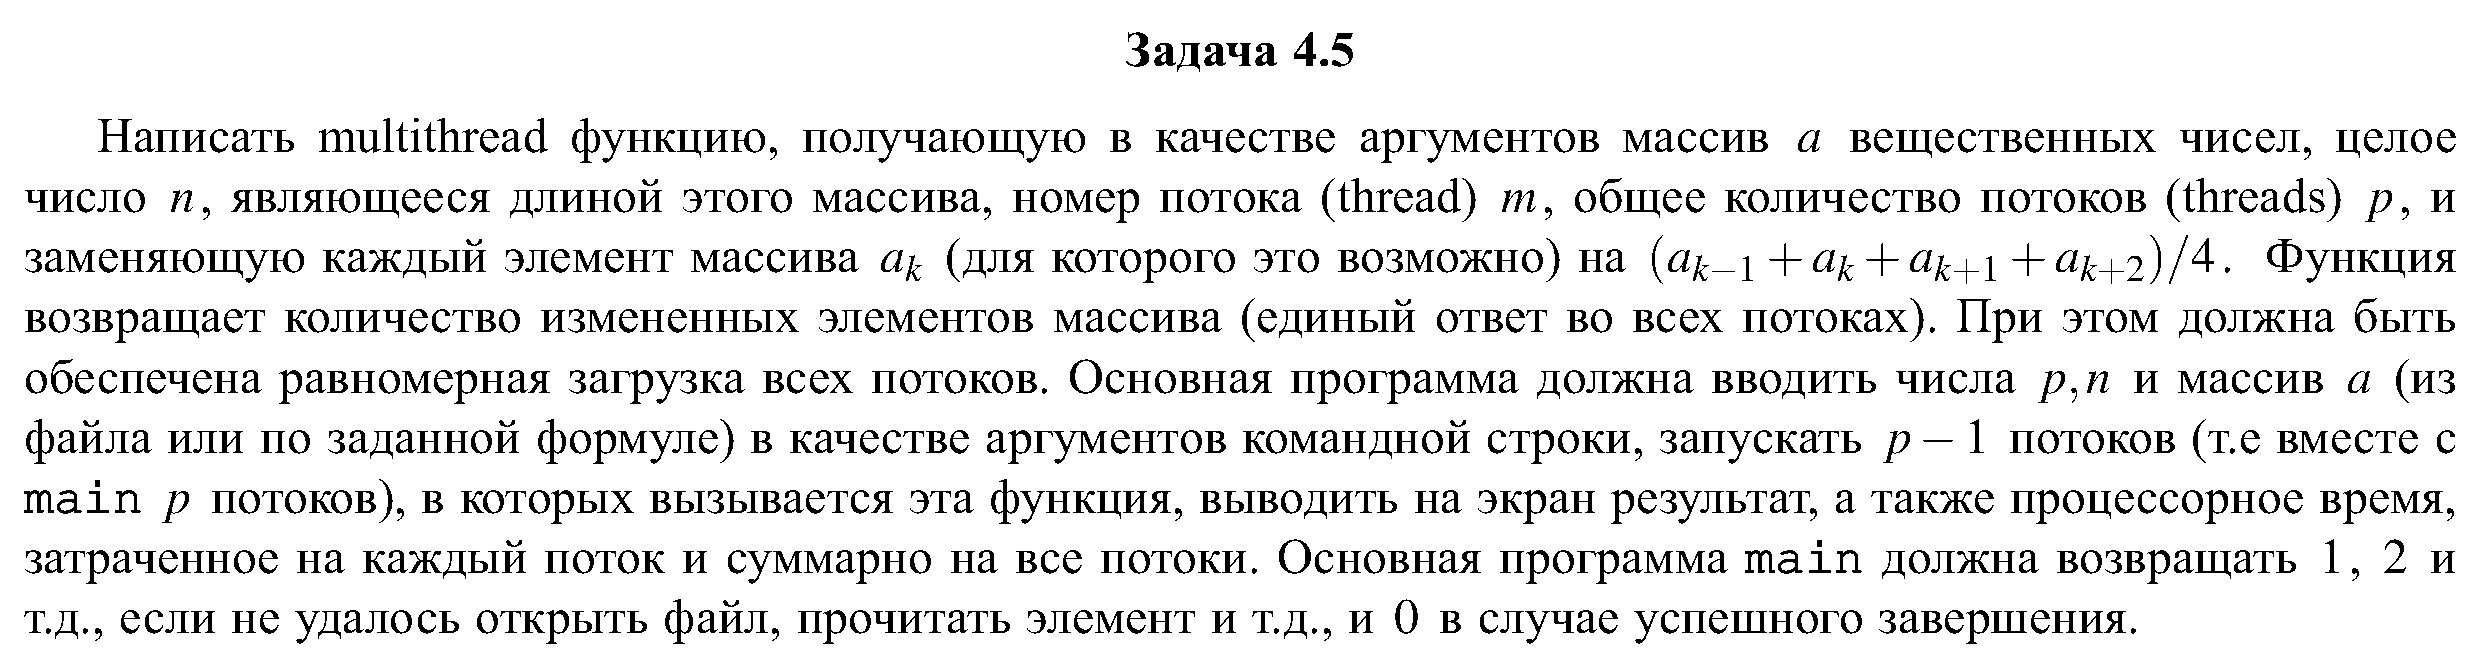 Задача 4.5
Написать multithread функцию, получающую в качестве аргументов массив a вещественных чисел, целое
число n, являющееся длиной этого массива, номер потока (thread) m, общее количество потоков (threads) p, и
заменяющую каждый элемент массива a_k (для которого это возможно) на (a_{k−1} + a_k + a_{k+1} + a_{k+2})/4. Функция
возвращает количество измененных элементов массива (единый ответ во всех потоках). При этом должна быть
обеспечена равномерная загрузка всех потоков. Основная программа должна вводить числа p,n и массив a (из
файла или по заданной формуле) в качестве аргументов командной строки, запускать p − 1 потоков (т.е вместе с
main p потоков), в которых вызывается эта функция, выводить на экран результат, а также процессорное время,
затраченное на каждый поток и суммарно на все потоки. Основная программа main должна возвращать 1, 2 и
т.д., если не удалось открыть файл, прочитать элемент и т.д., и 0 в случае успешного завершения.